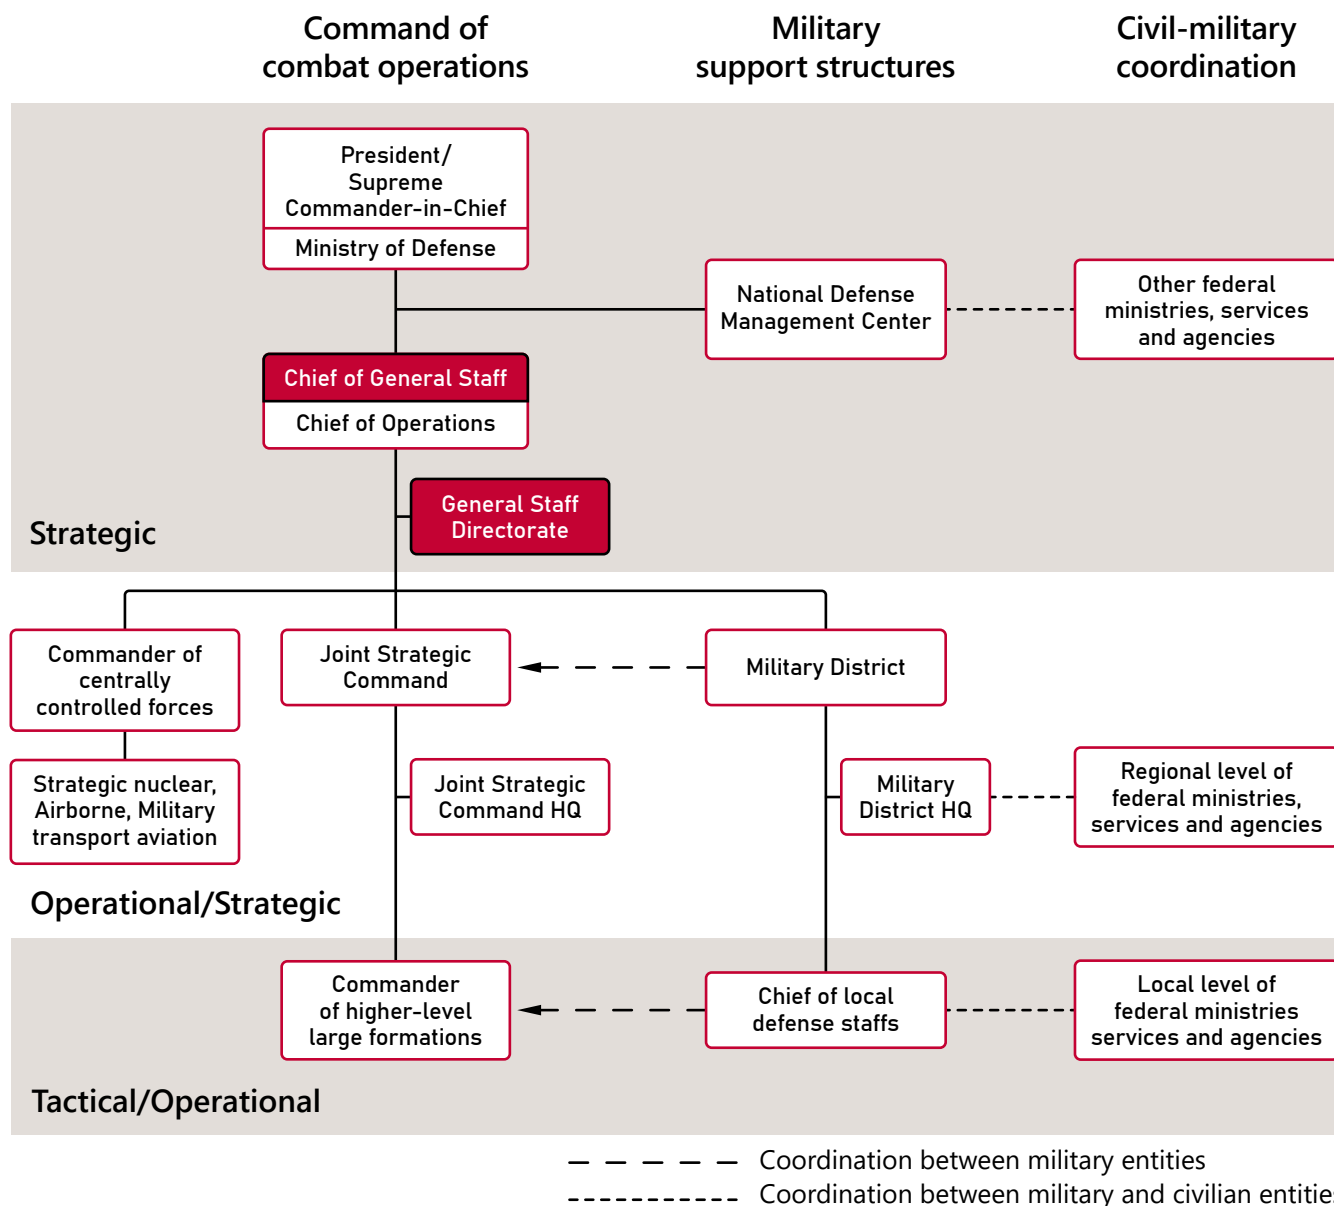 Command of
combat operations
Military
support structures
Civil-military
coordination
President/
Supreme
Commander-in-Chief
Ministry of Defense
National Defense
Management Center
Other federal
ministries, services
and agencies
Chief of General Staff
Chief of Operations
General Staff
Directorate
Strategic
Commander of
centrally
controlled forces
Joint Strategic
Command
Military District
Strategic nuclear,
Airborne, Military
transport aviation
Joint Strategic
Command HQ
Military
District HQ
Regional level of
federal ministries,
services and agencies
Operational/Strategic
Commander
of higher-level
large formations
Chief of local
defense staffs
Local level of
federal ministries
services and agencies
Tactical/Operational
Coordination between military entities
Coordination between military and civilian entities